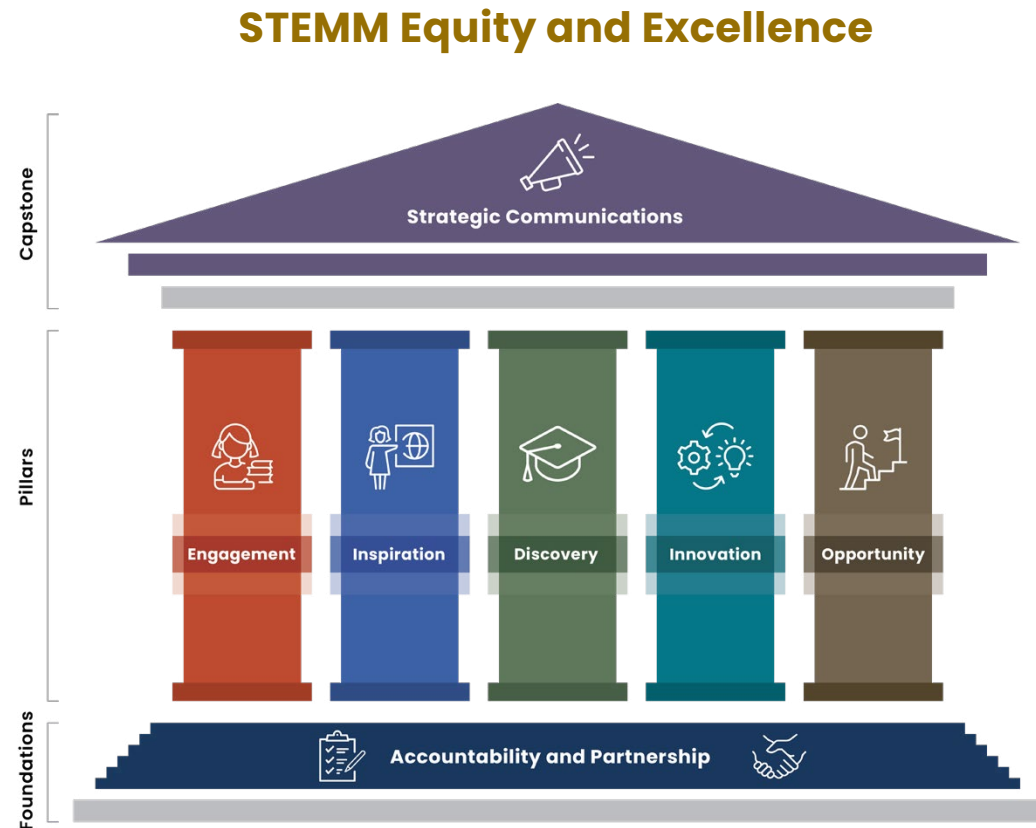 STEMM Equity and Excellence
Capstone
Strategic Communications
Pillars
Engagement
Inspiration
Discovery
Innovation
Opportunity
Foundations
Accountability and Partnership